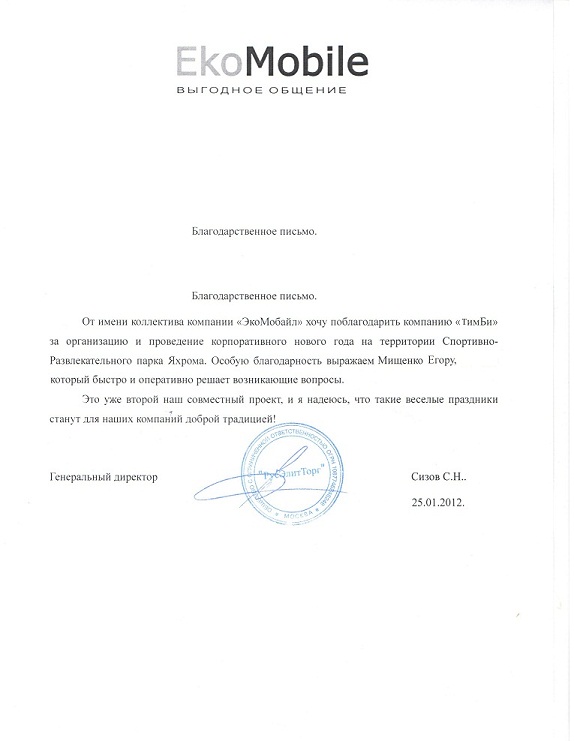 EkoMobile
ВЫГОДНОЕ ОБЩЕНИЕ
Благодарственное письмо.
Благодарственное письмо.
От имени коллектива компании «ЭкоМобайл» хочу поблагодарить компанию «ТимБи»
за организацию и проведение корпоративного нового года на территории Спортивно-
Развлекательного парка Яхрома. Особую благодарность выражаем Мищенко Егору,
который быстро и оперативно решает возникающие вопросы.
Это уже второй наш совместный проект, и я надеюсь, что такие веселые праздники
станут для наших компаний доброй традицией!
Генеральный директор
"РусЭлитТорг"
ОБЩЕСТВО С ОГРАНИЧЕННОЙ ОТВЕТСТВЕННОСТЬЮ ОГРН
МОСКВА
Сизов С.Н..
25.01.2012.